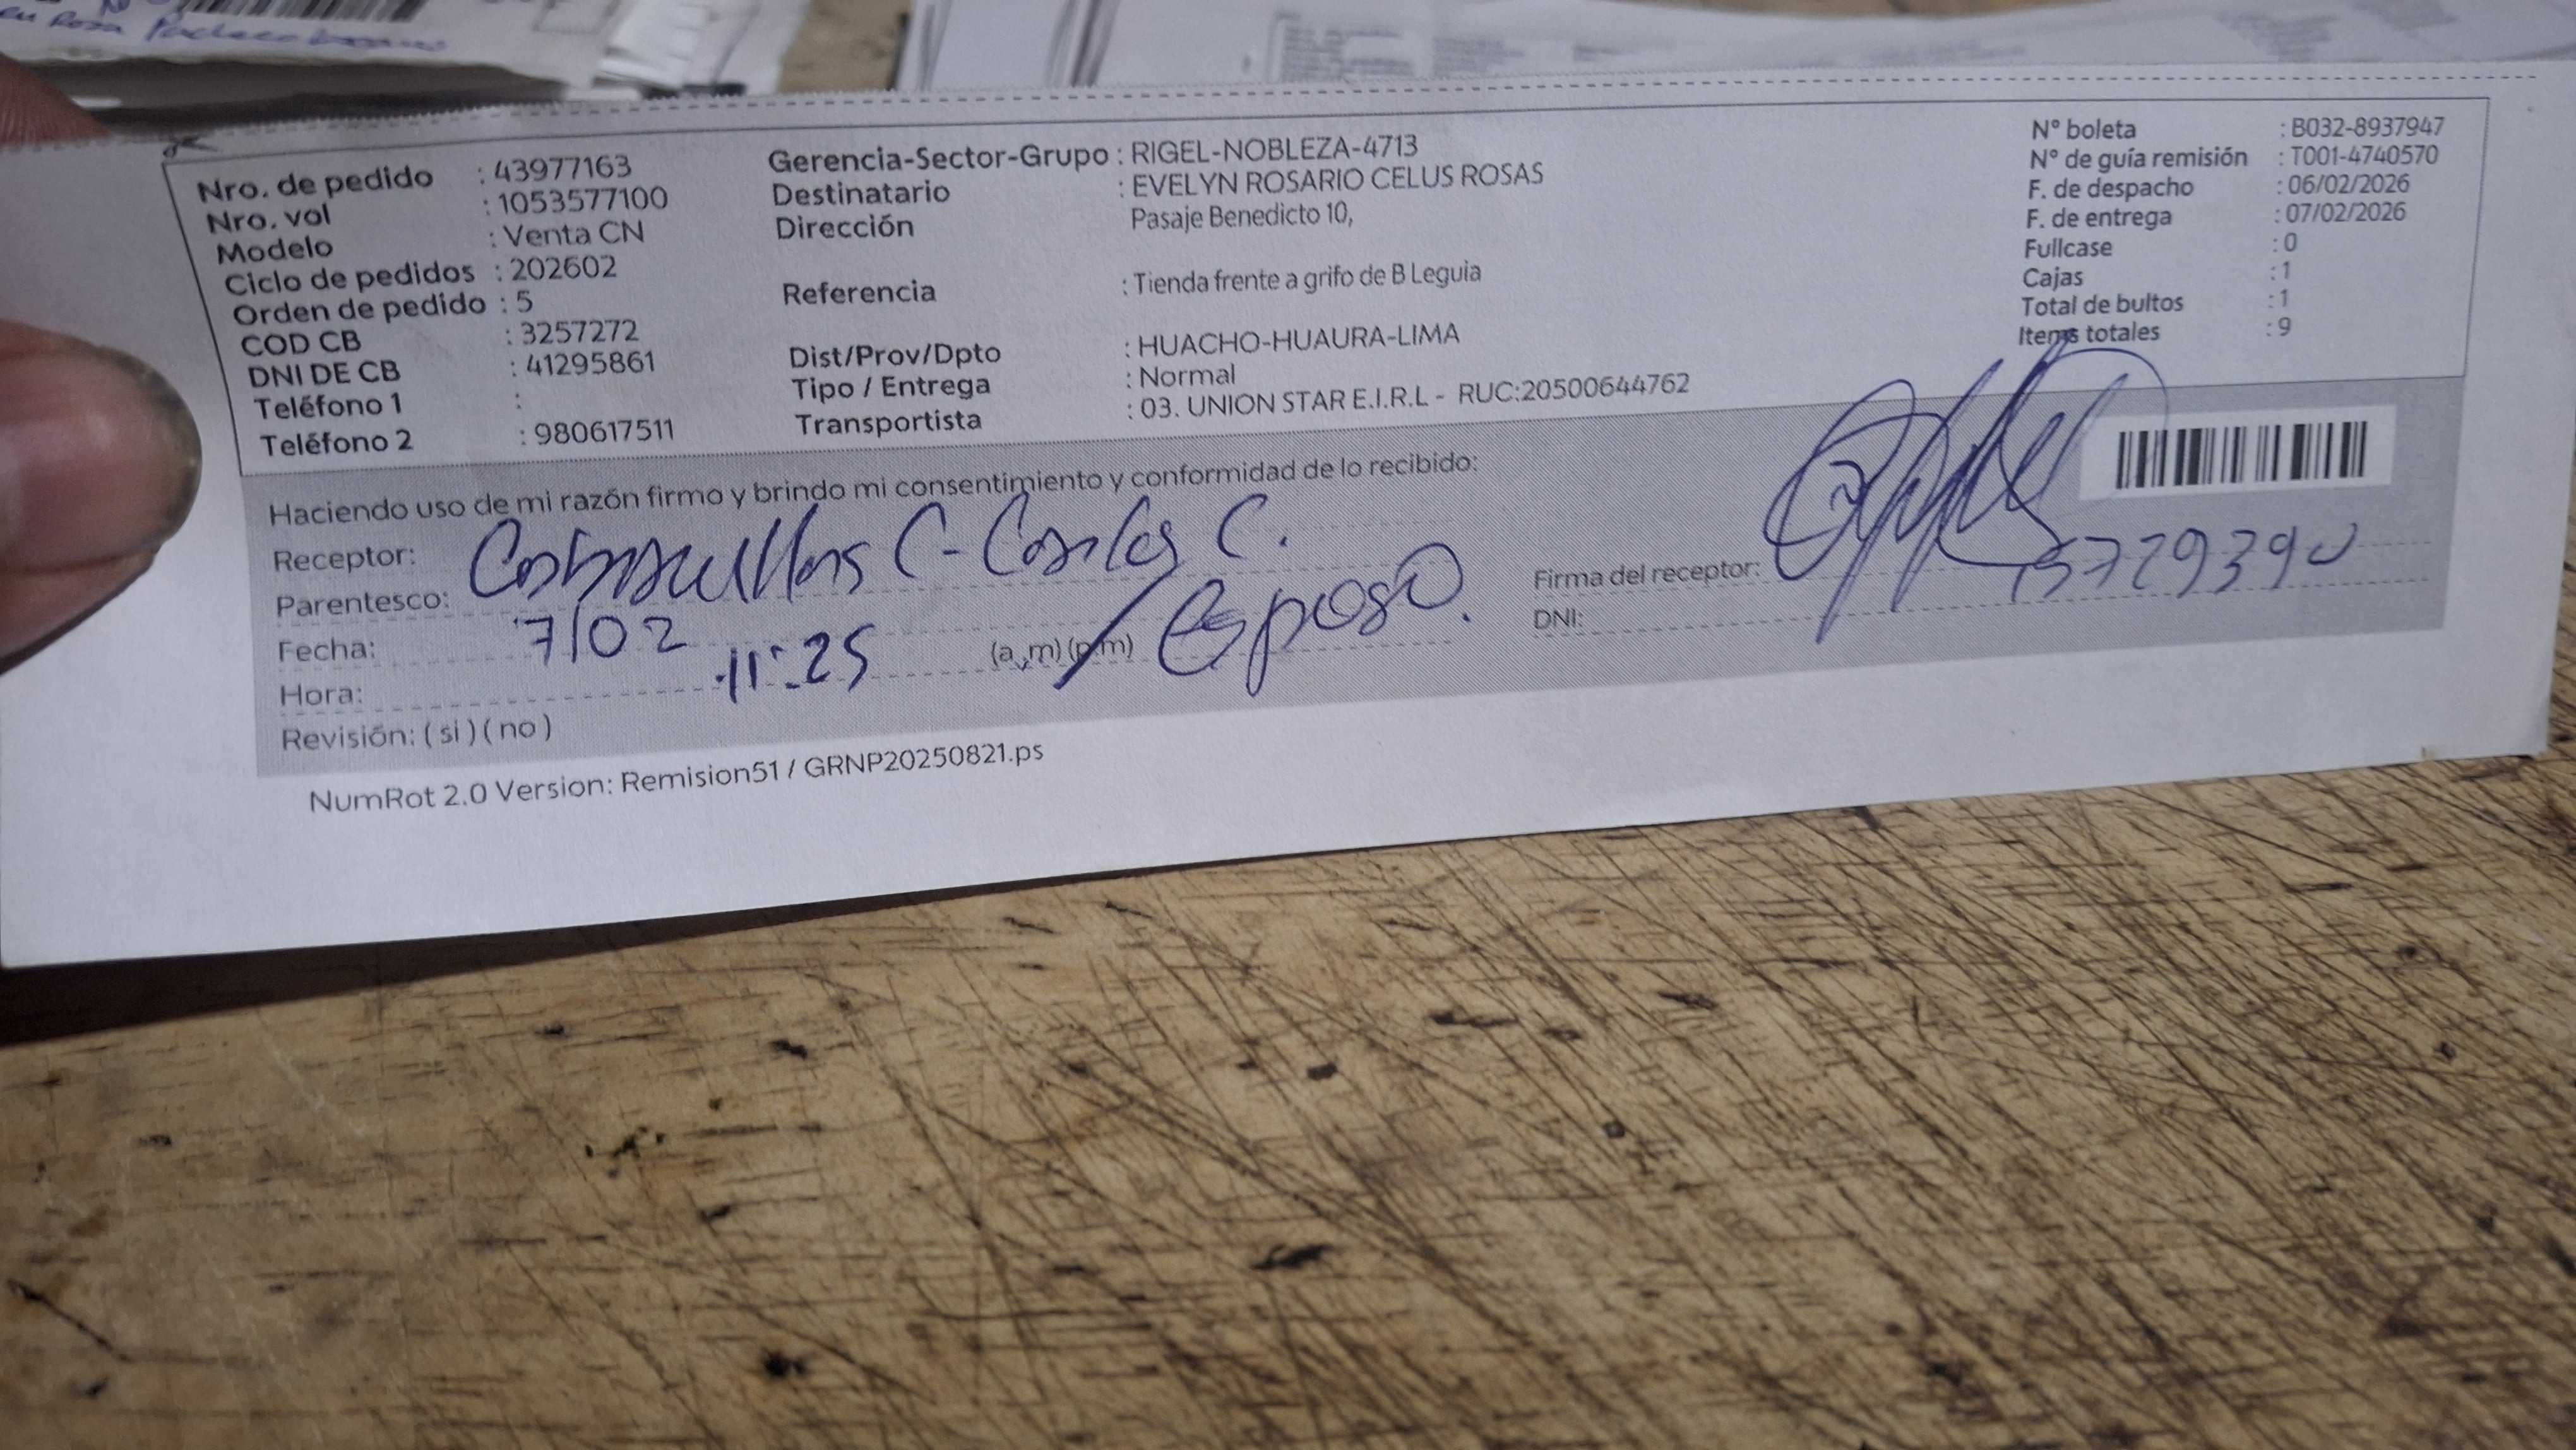 en Rosa Pacheco
Nro. de pedido : 43977163
Nro. vol : 1053577100
Modelo : Venta CN
Ciclo de pedidos : 202602
Orden de pedido : 5
COD CB : 3257272
DNI DE CB : 41295861
Teléfono 1 :
Teléfono 2 : 980617511
Gerencia-Sector-Grupo : RIGEL-NOBLEZA-4713
Destinatario : EVELYN ROSARIO CELUS ROSAS
Dirección Pasaje Benedicto 10,
Referencia : Tienda frente a grifo de B Leguia
Dist/Prov/Dpto : HUACHO-HUAURA-LIMA
Tipo / Entrega : Normal
Transportista : 03. UNION STAR E.I.R.L - RUC:20500644762
N° boleta : B032-8937947
N° de guía remisión : T001-4740570
F. de despacho : 06/02/2026
F. de entrega : 07/02/2026
Fullcase : 0
Cajas : 1
Total de bultos : 1
Items totales : 9
Haciendo uso de mi razón firmo y brindo mi consentimiento y conformidad de lo recibido:
Receptor: C- Carlos C.
Parentesco: Esposo.
Fecha: 7/02
Hora: 11:25 (a.m) (p.m)
Revisión: ( si ) ( no )
Firma del receptor:
DNI: 15729390
NumRot 2.0 Version: Remision51 / GRNP20250821.ps